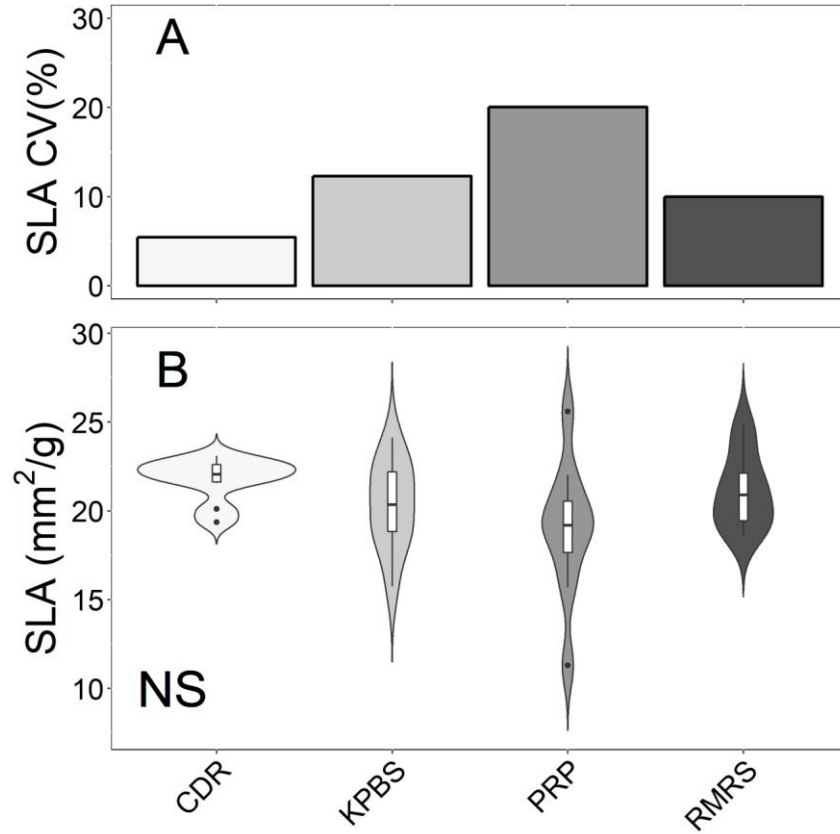 A
SLA CV(%)
30
20
10
0
B
SLA (mm²/g)
30
25
20
15
10
NS
CDR
KPBS
PRP
RMRS